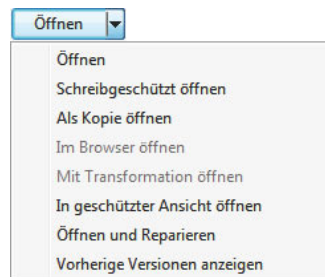 Öffnen
Öffnen
Schreibgeschützt öffnen
Als Kopie öffnen
Im Browser öffnen
Mit Transformation öffnen
In geschützter Ansicht öffnen
Öffnen und Reparieren
Vorherige Versionen anzeigen